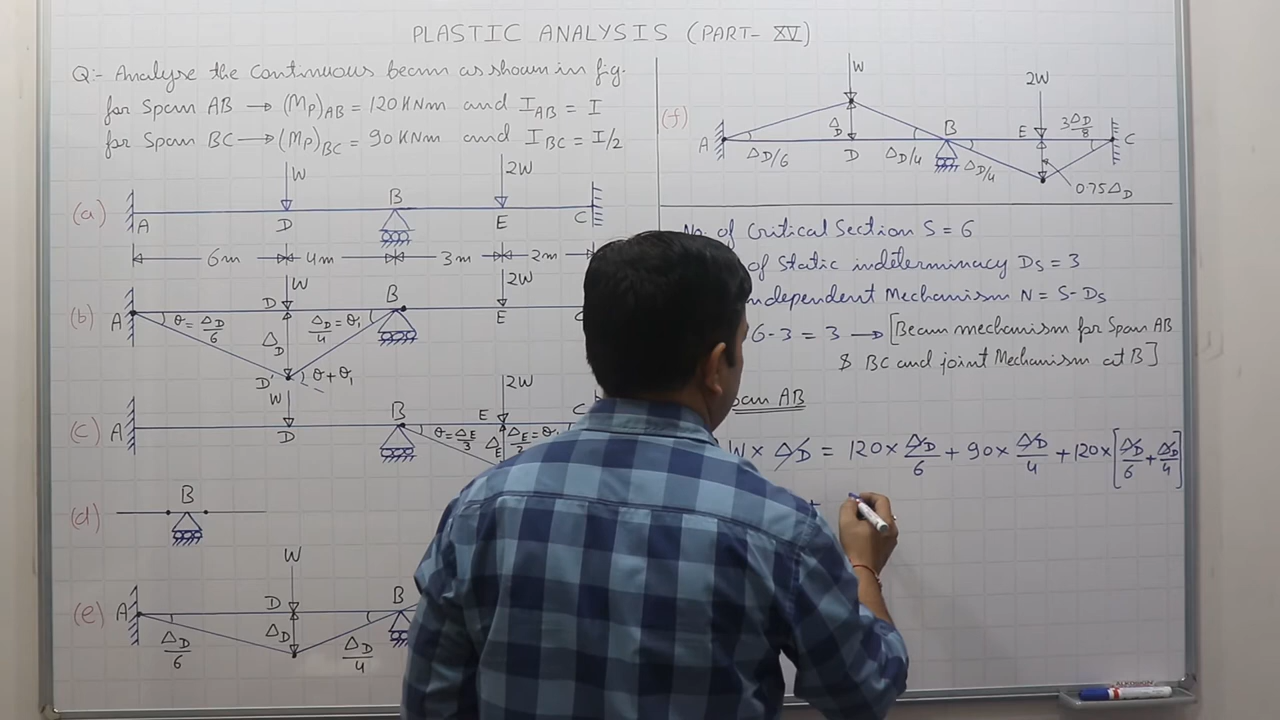 PLASTIC ANALYSIS (PART- XV)
Q:- Analyse the Continuous beam as shown in fig.
for Span AB → (Mp)AB = 120 KNm and IAB = I
for Span BC → (Mp)BC = 90 KNm and IBC = I/2
(a)
W
2W
A
D
B
E
C
6m
4m
3m
2m
(b)
W
2W
A
D
B
E
θ = ΔD/6
ΔD
ΔD/4 = θ₁
D'
θ+θ₁
(c)
W
2W
A
D
B
E
C
θ = ΔE/3
ΔE
(d)
B
(e)
W
A
D
B
ΔD/6
ΔD
ΔD/4
(f)
W
2W
A
D
B
E
C
ΔD
ΔD/6
ΔD/4
ΔD/4
3ΔD/8
0.75ΔD
No. of Critical Section S = 6
of Static indeterminacy Ds = 3
ndependent Mechanism N = S-Ds
6-3 = 3 → [Beam mechanism for Span AB
& BC and joint Mechanism at B]
Span AB
W × ΔD = 120 × ΔD/6 + 90 × ΔD/4 + 120 × [ΔD/6 + ΔD/4]